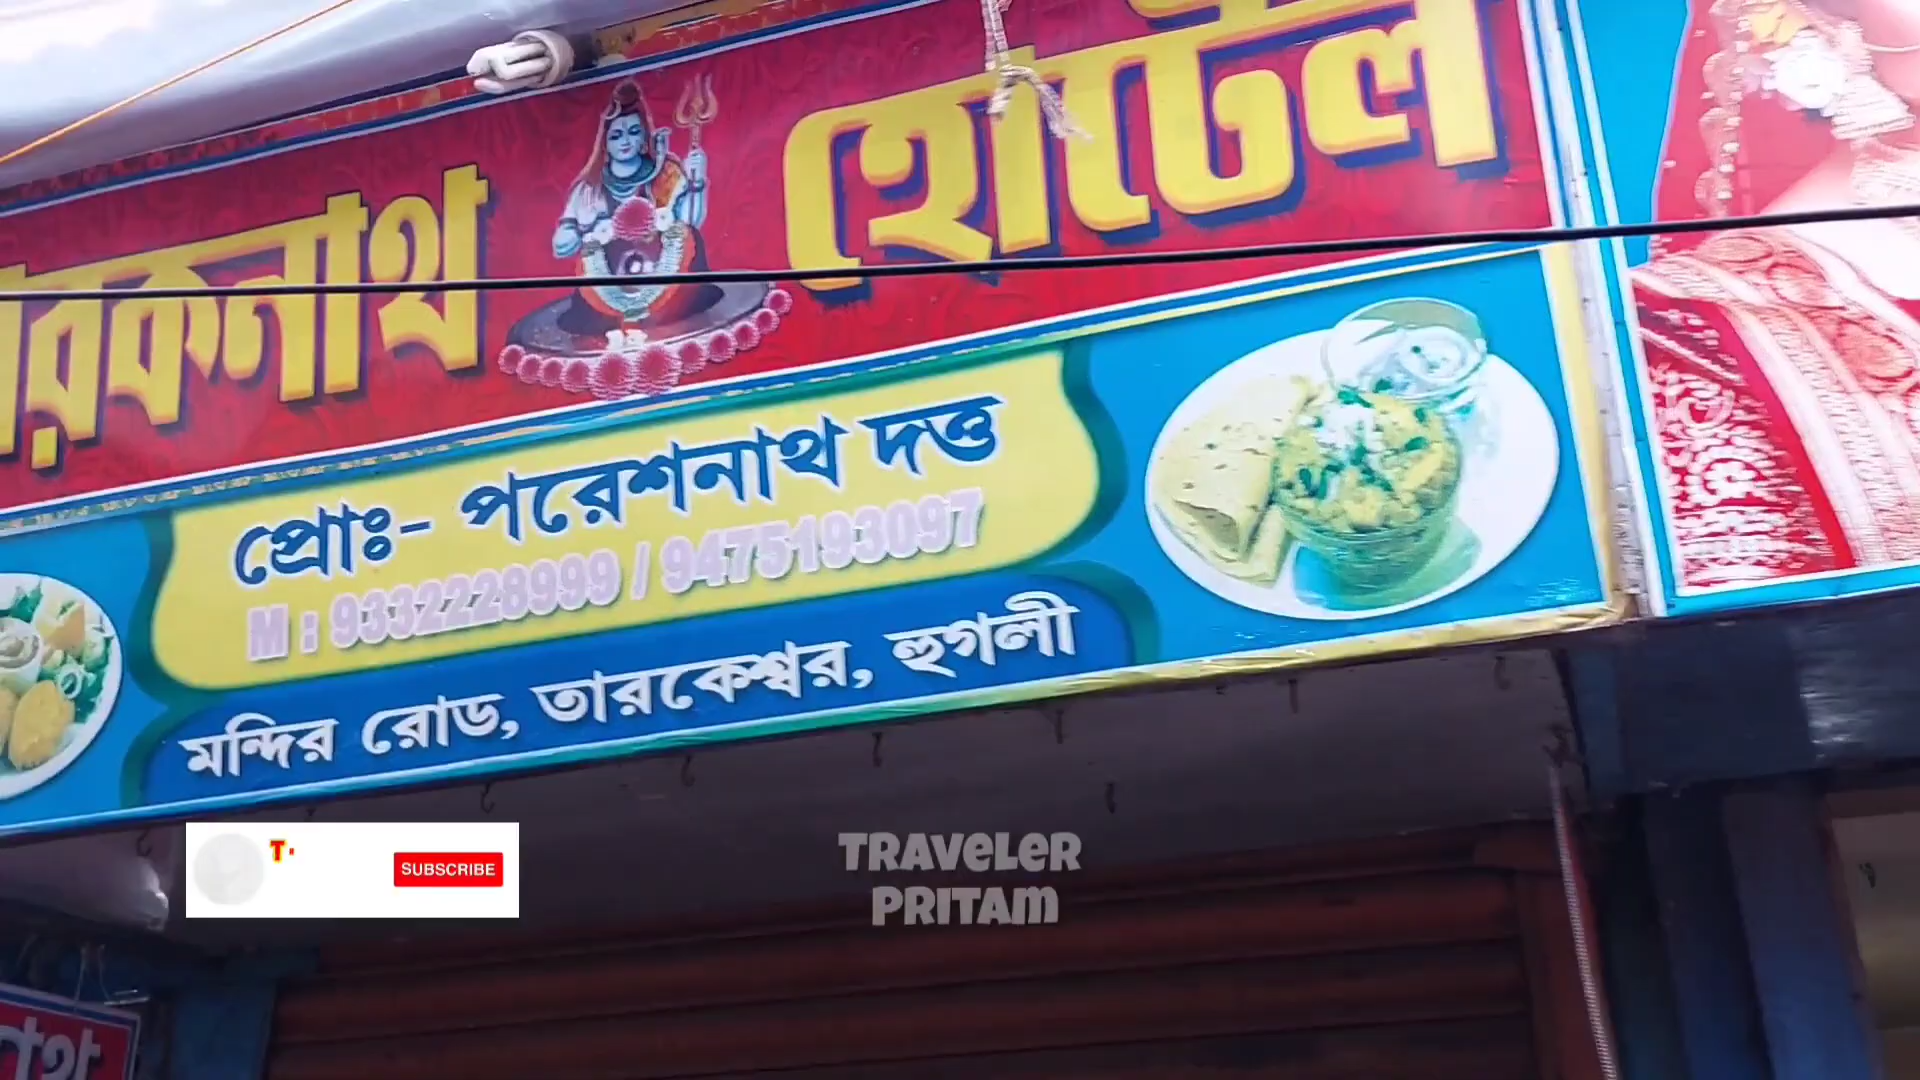 তারকনাথ হোটেল
প্রোঃ- পরেশনাথ দত্ত
M : 9332228999 / 9475193097
মন্দির রোড, তারকেশ্বর, হুগলী
T
SUBSCRIBE
TRAVELER
PRITAM